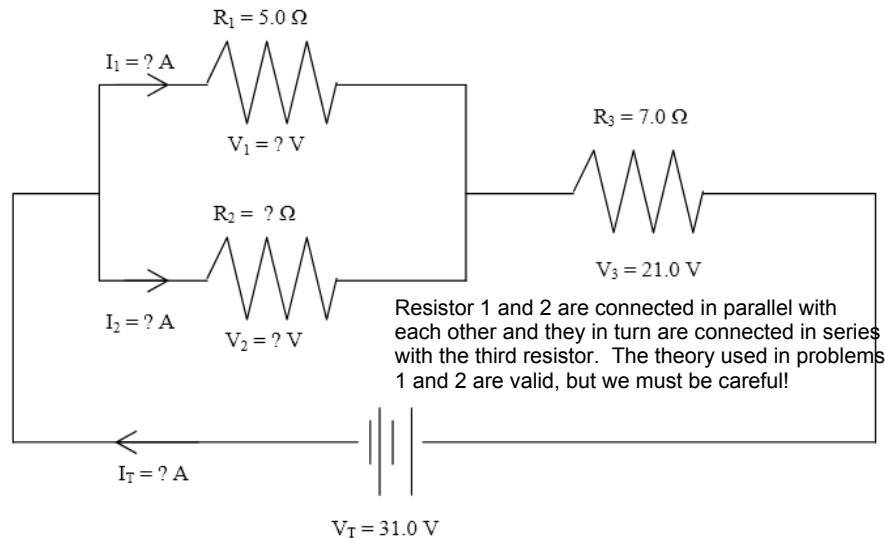 R₁ = 5.0 Ω
I₁ = ? A
V₁ = ? V
R₃ = 7.0 Ω
R₂ = ? Ω
V₃ = 21.0 V
I₂ = ? A
V₂ = ? V
Resistor 1 and 2 are connected in parallel with
each other and they in turn are connected in series
with the third resistor. The theory used in problems
1 and 2 are valid, but we must be careful!
I_T = ? A
V_T = 31.0 V